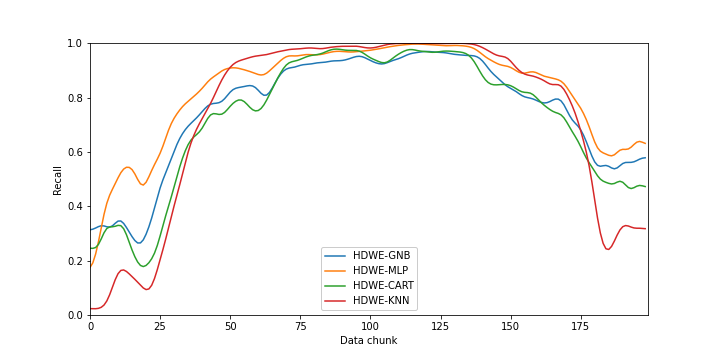 1.0
0.8
0.6
0.4
0.2
0.0
Recall
0 25 50 75 100 125 150 175
Data chunk
HDWE-GNB
HDWE-MLP
HDWE-CART
HDWE-KNN